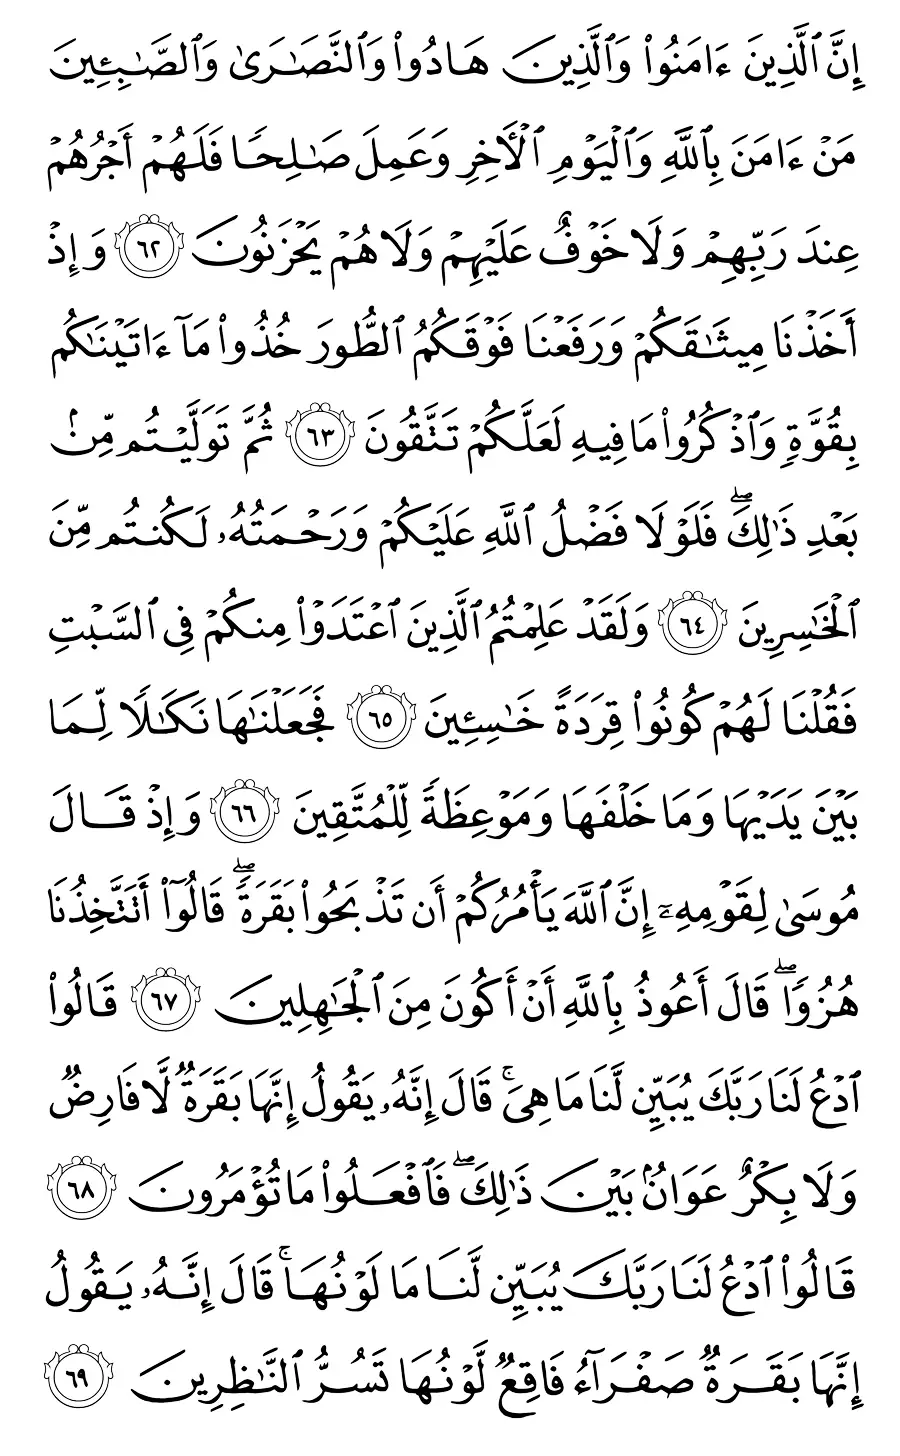 إِنَّ ٱلَّذِينَ ءَامَنُوا۟ وَٱلَّذِينَ هَادُوا۟ وَٱلنَّصَٰرَىٰ وَٱلصَّٰبِـِٔينَ
مَنْ ءَامَنَ بِٱللَّهِ وَٱلْيَوْمِ ٱلْءَاخِرِ وَعَمِلَ صَٰلِحًا فَلَهُمْ أَجْرُهُمْ
عِندَ رَبِّهِمْ وَلَا خَوْفٌ عَلَيْهِمْ وَلَا هُمْ يَحْزَنُونَ ٦٢ وَإِذْ
أَخَذْنَا مِيثَٰقَكُمْ وَرَفَعْنَا فَوْقَكُمُ ٱلطُّورَ خُذُوا۟ مَآ ءَاتَيْنَٰكُم
بِقُوَّةٍ وَٱذْكُرُوا۟ مَا فِيهِ لَعَلَّكُمْ تَتَّقُونَ ٦٣ ثُمَّ تَوَلَّيْتُم مِّنۢ
بَعْدِ ذَٰلِكَ ۖ فَلَوْلَا فَضْلُ ٱللَّهِ عَلَيْكُمْ وَرَحْمَتُهُۥ لَكُنتُم مِّنَ
ٱلْخَٰسِرِينَ ٦٤ وَلَقَدْ عَلِمْتُمُ ٱلَّذِينَ ٱعْتَدَوْا۟ مِنكُمْ فِى ٱلسَّبْتِ
فَقُلْنَا لَهُمْ كُونُوا۟ قِرَدَةً خَٰسِـِٔينَ ٦٥ فَجَعَلْنَٰهَا نَكَٰلًا لِّمَا
بَيْنَ يَدَيْهَا وَمَا خَلْفَهَا وَمَوْعِظَةً لِّلْمُتَّقِينَ ٦٦ وَإِذْ قَالَ
مُوسَىٰ لِقَوْمِهِۦٓ إِنَّ ٱللَّهَ يَأْمُرُكُمْ أَن تَذْبَحُوا۟ بَقَرَةً ۖ قَالُوٓا۟ أَتَتَّخِذُنَا
هُزُوًا ۖ قَالَ أَعُوذُ بِٱللَّهِ أَنْ أَكُونَ مِنَ ٱلْجَٰهِلِينَ ٦٧ قَالُوا۟
ٱدْعُ لَنَا رَبَّكَ يُبَيِّن لَّنَا مَا هِىَ ۚ قَالَ إِنَّهُۥ يَقُولُ إِنَّهَا بَقَرَةٌ لَّا فَارِضٌ
وَلَا بِكْرٌ عَوَانٌۢ بَيْنَ ذَٰلِكَ ۖ فَٱفْعَلُوا۟ مَا تُؤْمَرُونَ ٦٨
قَالُوا۟ ٱدْعُ لَنَا رَبَّكَ يُبَيِّن لَّنَا مَا لَوْنُهَا ۚ قَالَ إِنَّهُۥ يَقُولُ
إِنَّهَا بَقَرَةٌ صَفْرَآءُ فَاقِعٌ لَّوْنُهَا تَسُرُّ ٱلنَّٰظِرِينَ ٦٩